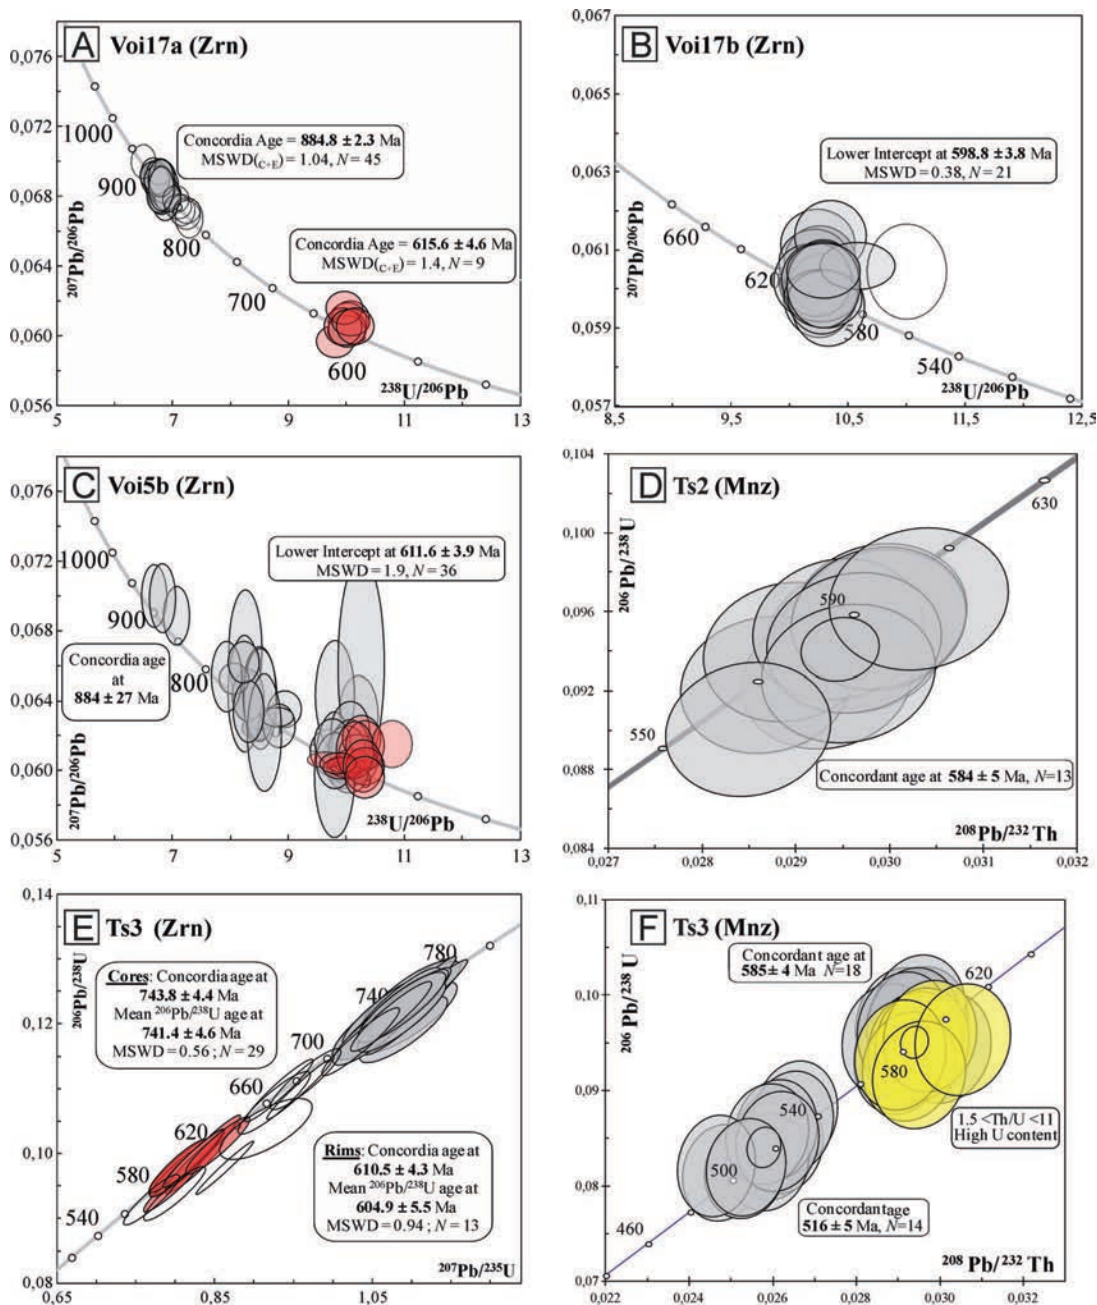 A Voi17a (Zrn)
0,076
0,072
0,068
0,064
0,060
0,056
207Pb/206Pb
1000
900
800
700
600
Concordia Age = 884.8 ± 2.3 Ma
MSWD(C+E) = 1.04, N = 45
Concordia Age = 615.6 ± 4.6 Ma
MSWD(C+E) = 1.4, N = 9
238U/206Pb
5 7 9 11 13
B Voi17b (Zrn)
0,067
0,065
0,063
0,061
0,059
0,057
207Pb/206Pb
660
620
580
540
Lower Intercept at 598.8 ± 3.8 Ma
MSWD = 0.38, N = 21
238U/206Pb
8,5 9,5 10,5 11,5 12,5
C Voi5b (Zrn)
0,076
0,072
0,068
0,064
0,060
0,056
207Pb/206Pb
1000
900
800
Lower Intercept at 611.6 ± 3.9 Ma
MSWD = 1.9, N = 36
Concordia age
at
884 ± 27 Ma
238U/206Pb
5 7 9 11 13
D Ts2 (Mnz)
0,104
0,100
0,096
0,092
0,088
0,084
206Pb/238U
630
590
550
Concordant age at 584 ± 5 Ma, N=13
208Pb/232Th
0,027 0,028 0,029 0,030 0,031 0,032
E Ts3 (Zrn)
0,14
0,12
0,10
0,08
206Pb/238U
780
740
700
660
620
580
540
Cores: Concordia age at
743.8 ± 4.4 Ma
Mean 206Pb/238U age at
741.4 ± 4.6 Ma
MSWD = 0.56 ; N = 29
Rims: Concordia age at
610.5 ± 4.3 Ma
Mean 206Pb/238U age at
604.9 ± 5.5 Ma
MSWD = 0.94 ; N = 13
207Pb/235U
0,65 0,85 1,05
F Ts3 (Mnz)
0,11
0,10
0,09
0,08
0,07
206Pb/238U
Concordant age at
585± 4 Ma N=18
620
580
540
500
460
1.5 <Th/U <11
High U content
Concordant age
516 ± 5 Ma, N=14
208Pb/232Th
0,022 0,024 0,026 0,028 0,030 0,032